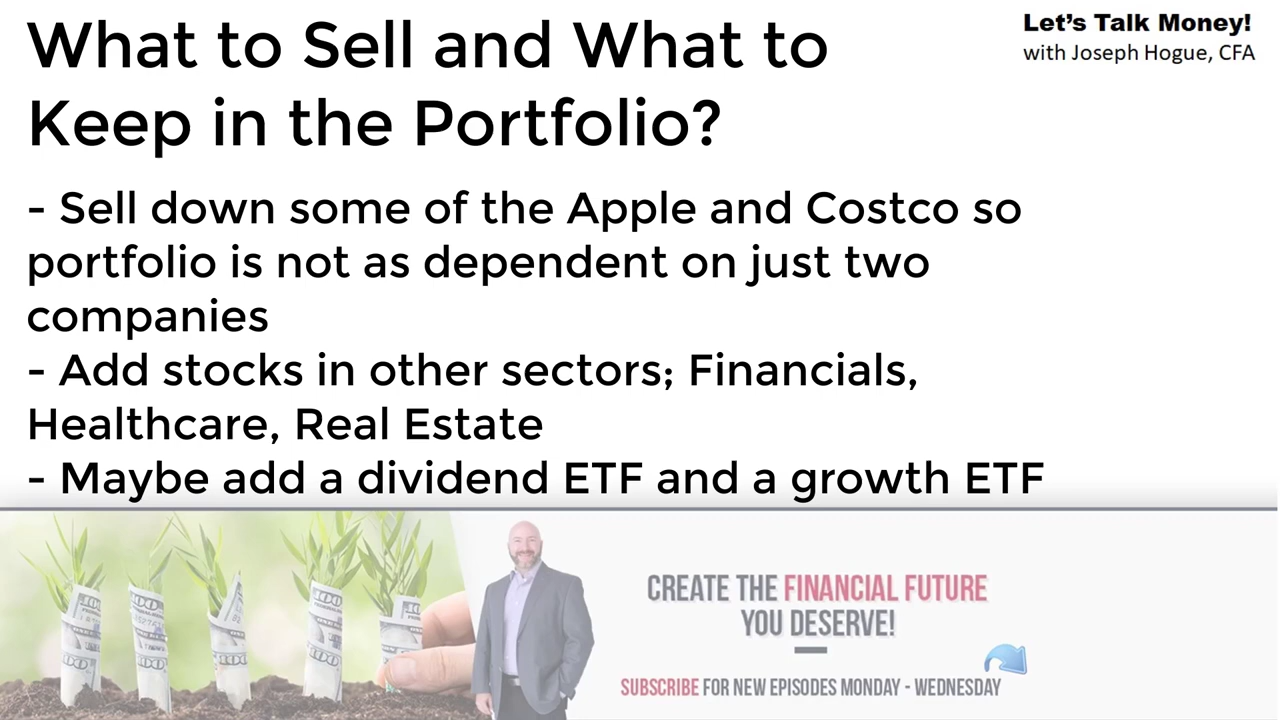 What to Sell and What to
Keep in the Portfolio?
Let's Talk Money!
with Joseph Hogue, CFA
- Sell down some of the Apple and Costco so
portfolio is not as dependent on just two
companies
- Add stocks in other sectors; Financials,
Healthcare, Real Estate
- Maybe add a dividend ETF and a growth ETF
CREATE THE FINANCIAL FUTURE
YOU DESERVE!
SUBSCRIBE FOR NEW EPISODES MONDAY - WEDNESDAY